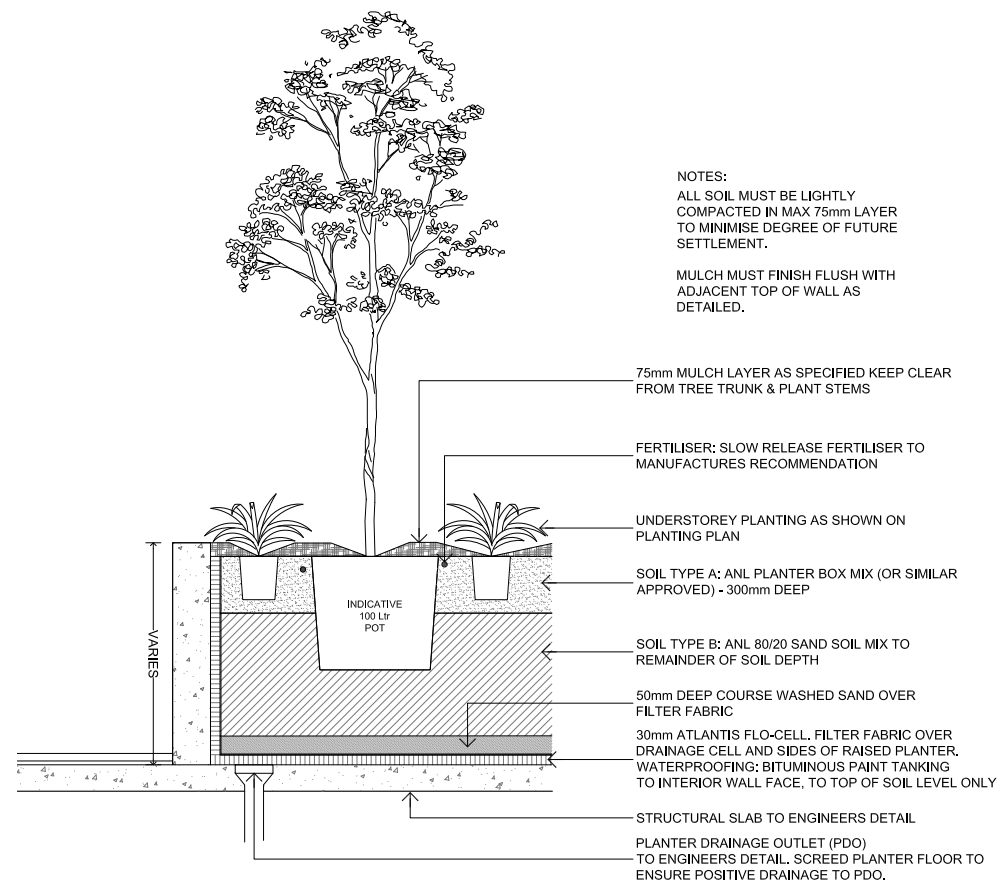 NOTES:
ALL SOIL MUST BE LIGHTLY
COMPACTED IN MAX 75mm LAYER
TO MINIMISE DEGREE OF FUTURE
SETTLEMENT.
MULCH MUST FINISH FLUSH WITH
ADJACENT TOP OF WALL AS
DETAILED.
75mm MULCH LAYER AS SPECIFIED KEEP CLEAR
FROM TREE TRUNK & PLANT STEMS
FERTILISER: SLOW RELEASE FERTILISER TO
MANUFACTURES RECOMMENDATION
UNDERSTOREY PLANTING AS SHOWN ON
PLANTING PLAN
SOIL TYPE A: ANL PLANTER BOX MIX (OR SIMILAR
APPROVED) - 300mm DEEP
INDICATIVE
100 Ltr
POT
VARIES
SOIL TYPE B: ANL 80/20 SAND SOIL MIX TO
REMAINDER OF SOIL DEPTH
50mm DEEP COURSE WASHED SAND OVER
FILTER FABRIC
30mm ATLANTIS FLO-CELL. FILTER FABRIC OVER
DRAINAGE CELL AND SIDES OF RAISED PLANTER.
WATERPROOFING: BITUMINOUS PAINT TANKING
TO INTERIOR WALL FACE, TO TOP OF SOIL LEVEL ONLY
STRUCTURAL SLAB TO ENGINEERS DETAIL
PLANTER DRAINAGE OUTLET (PDO)
TO ENGINEERS DETAIL. SCREED PLANTER FLOOR TO
ENSURE POSITIVE DRAINAGE TO PDO.